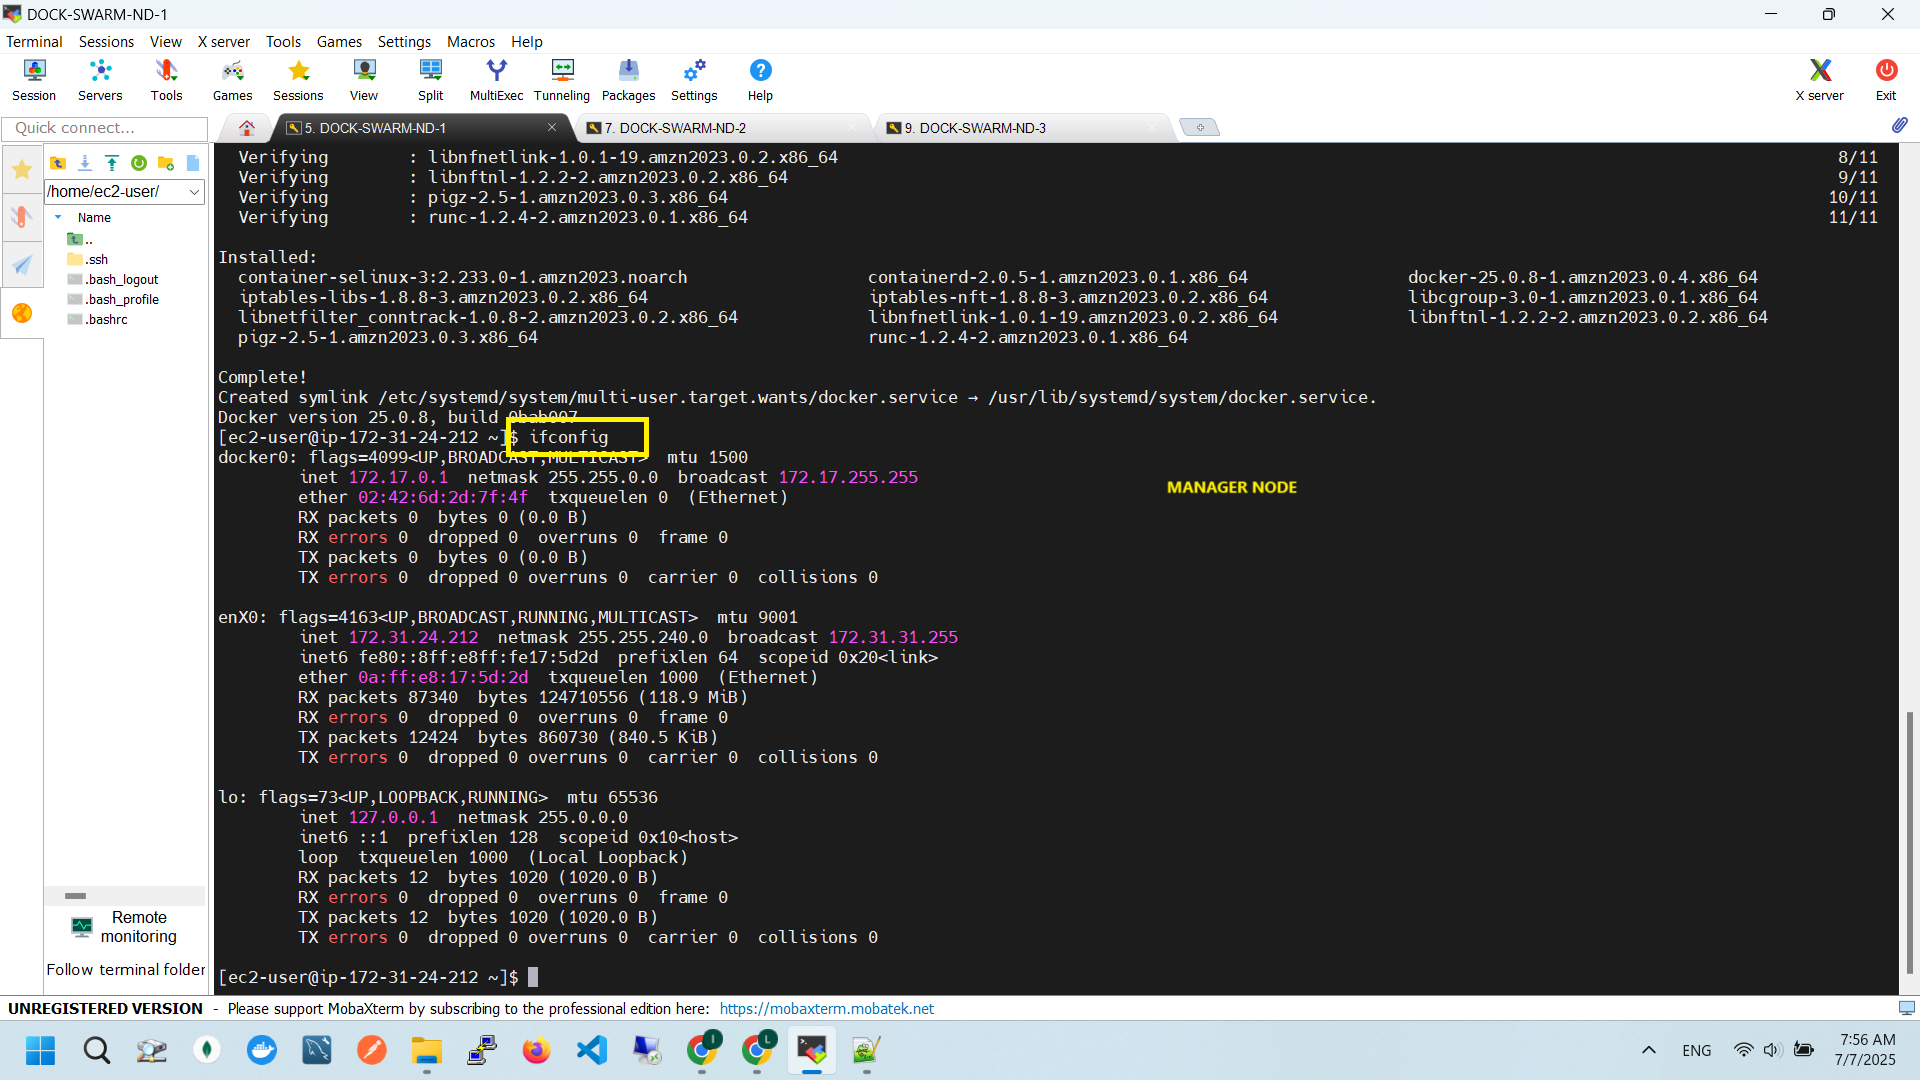 DOCK-SWARM-ND-1
Terminal Sessions View X server Tools Games Settings Macros Help
Session Servers Tools Games Sessions View Split MultiExec Tunneling Packages Settings Help X server Exit
Quick connect... 5. DOCK-SWARM-ND-1 7. DOCK-SWARM-ND-2 9. DOCK-SWARM-ND-3
/home/ec2-user/
Name
..
.ssh
.bash_logout
.bash_profile
.bashrc
Remote
monitoring
Follow terminal folder
Verifying : libnfnetlink-1.0.1-19.amzn2023.0.2.x86_64 8/11
Verifying : libnftnl-1.2.2-2.amzn2023.0.2.x86_64 9/11
Verifying : pigz-2.5-1.amzn2023.0.3.x86_64 10/11
Verifying : runc-1.2.4-2.amzn2023.0.1.x86_64 11/11
Installed:
container-selinux-3:2.233.0-1.amzn2023.noarch containerd-2.0.5-1.amzn2023.0.1.x86_64 docker-25.0.8-1.amzn2023.0.4.x86_64
iptables-libs-1.8.8-3.amzn2023.0.2.x86_64 iptables-nft-1.8.8-3.amzn2023.0.2.x86_64 libcgroup-3.0-1.amzn2023.0.1.x86_64
libnetfilter_conntrack-1.0.8-2.amzn2023.0.2.x86_64 libnfnetlink-1.0.1-19.amzn2023.0.2.x86_64 libnftnl-1.2.2-2.amzn2023.0.2.x86_64
pigz-2.5-1.amzn2023.0.3.x86_64 runc-1.2.4-2.amzn2023.0.1.x86_64
Complete!
Created symlink /etc/systemd/system/multi-user.target.wants/docker.service → /usr/lib/systemd/system/docker.service.
Docker version 25.0.8, build 0bab007
[ec2-user@ip-172-31-24-212 ~]$ ifconfig
docker0: flags=4099<UP,BROADCAST,MULTICAST> mtu 1500
inet 172.17.0.1 netmask 255.255.0.0 broadcast 172.17.255.255
MANAGER NODE
ether 02:42:6d:2d:7f:4f txqueuelen 0 (Ethernet)
RX packets 0 bytes 0 (0.0 B)
RX errors 0 dropped 0 overruns 0 frame 0
TX packets 0 bytes 0 (0.0 B)
TX errors 0 dropped 0 overruns 0 carrier 0 collisions 0
enX0: flags=4163<UP,BROADCAST,RUNNING,MULTICAST> mtu 9001
inet 172.31.24.212 netmask 255.255.240.0 broadcast 172.31.31.255
inet6 fe80::8ff:e8ff:fe17:5d2d prefixlen 64 scopeid 0x20<link>
ether 0a:ff:e8:17:5d:2d txqueuelen 1000 (Ethernet)
RX packets 87340 bytes 124710556 (118.9 MiB)
RX errors 0 dropped 0 overruns 0 frame 0
TX packets 12424 bytes 860730 (840.5 KiB)
TX errors 0 dropped 0 overruns 0 carrier 0 collisions 0
lo: flags=73<UP,LOOPBACK,RUNNING> mtu 65536
inet 127.0.0.1 netmask 255.0.0.0
inet6 ::1 prefixlen 128 scopeid 0x10<host>
loop txqueuelen 1000 (Local Loopback)
RX packets 12 bytes 1020 (1020.0 B)
RX errors 0 dropped 0 overruns 0 frame 0
TX packets 12 bytes 1020 (1020.0 B)
TX errors 0 dropped 0 overruns 0 carrier 0 collisions 0
[ec2-user@ip-172-31-24-212 ~]$
UNREGISTERED VERSION - Please support MobaXterm by subscribing to the professional edition here: https://mobaxterm.mobatek.net
I L ENG 7:56 AM
7/7/2025